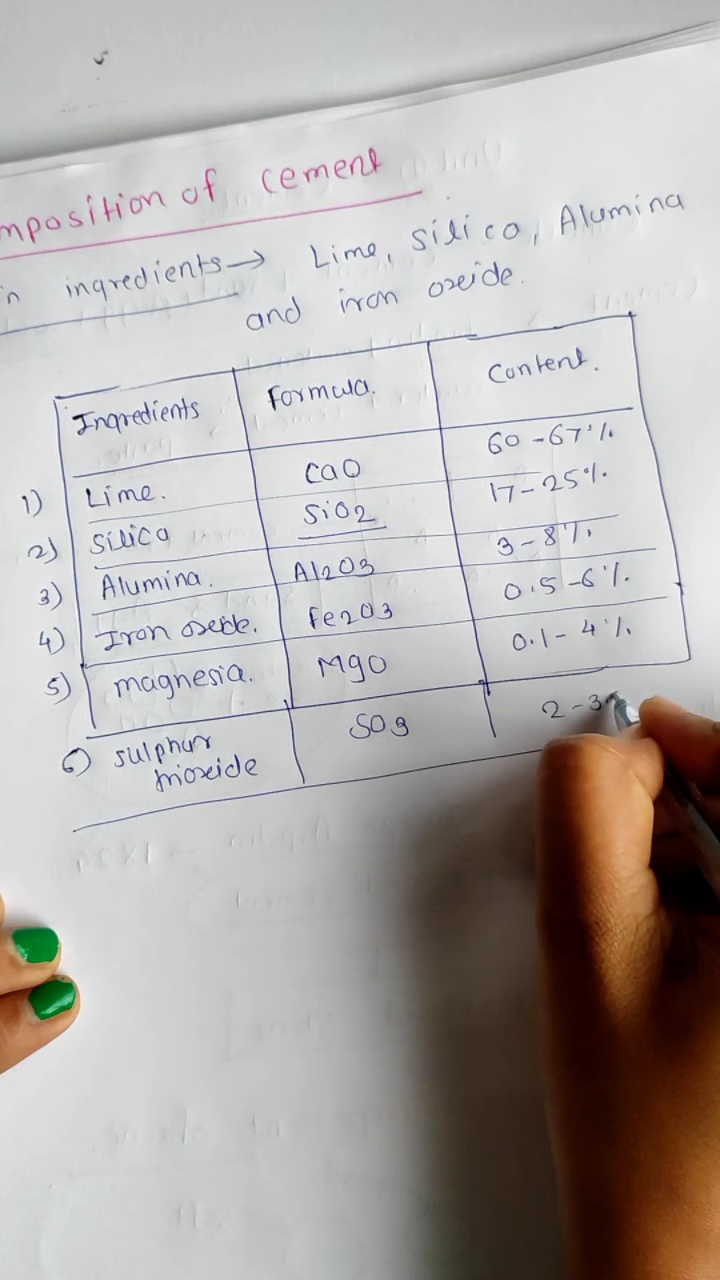 mposition of cement
n ingredients → Lime, Silica, Alumina
and iron oxide.
Ingredients Formula. Content.
1) Lime. CaO 60-67%
2) Silica SiO2 17-25%
3) Alumina. Al2O3 3-8%
4) Iron oxide. Fe2O3 0.5-6%
5) magnesia. MgO 0.1-4%
6) sulphur SO3 2-3
trioxide